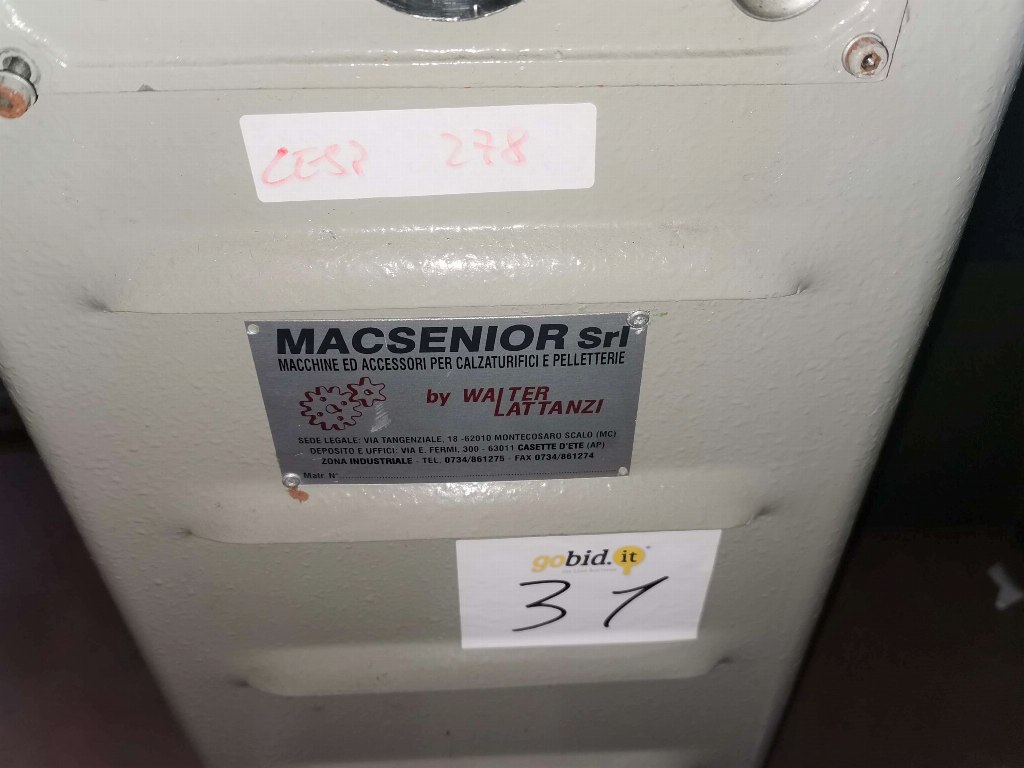 CESP 278
MACSENIOR Srl
MACCHINE ED ACCESSORI PER CALZATURIFICI E PELLETTERIE
by WALTER
LATTANZI
SEDE LEGALE: VIA TANGENZIALE, 18 -62010 MONTECOSARO SCALO (MC)
DEPOSITO E UFFICI: VIA E. FERMI, 300 - 63011 CASETTE D'ETE (AP)
ZONA INDUSTRIALE - TEL. 0734/861275 - FAX 0734/861274
Matr. N°
gobid.it
31